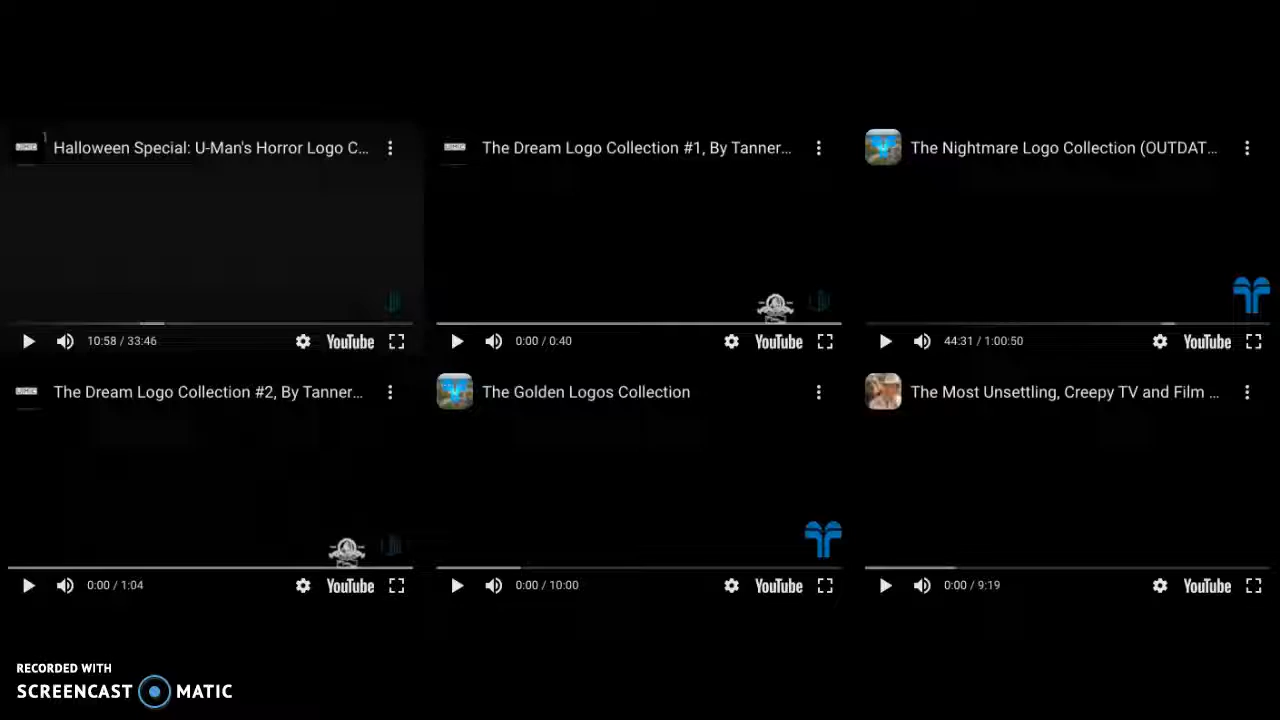 Halloween Special: U-Man's Horror Logo C...
The Dream Logo Collection #1, By Tanner...
The Nightmare Logo Collection (OUTDAT...
10:58 / 33:46
YouTube
0:00 / 0:40
YouTube
44:31 / 1:00:50
YouTube
The Dream Logo Collection #2, By Tanner...
The Golden Logos Collection
The Most Unsettling, Creepy TV and Film ...
0:00 / 1:04
YouTube
0:00 / 10:00
YouTube
0:00 / 9:19
YouTube
RECORDED WITH
SCREENCAST MATIC